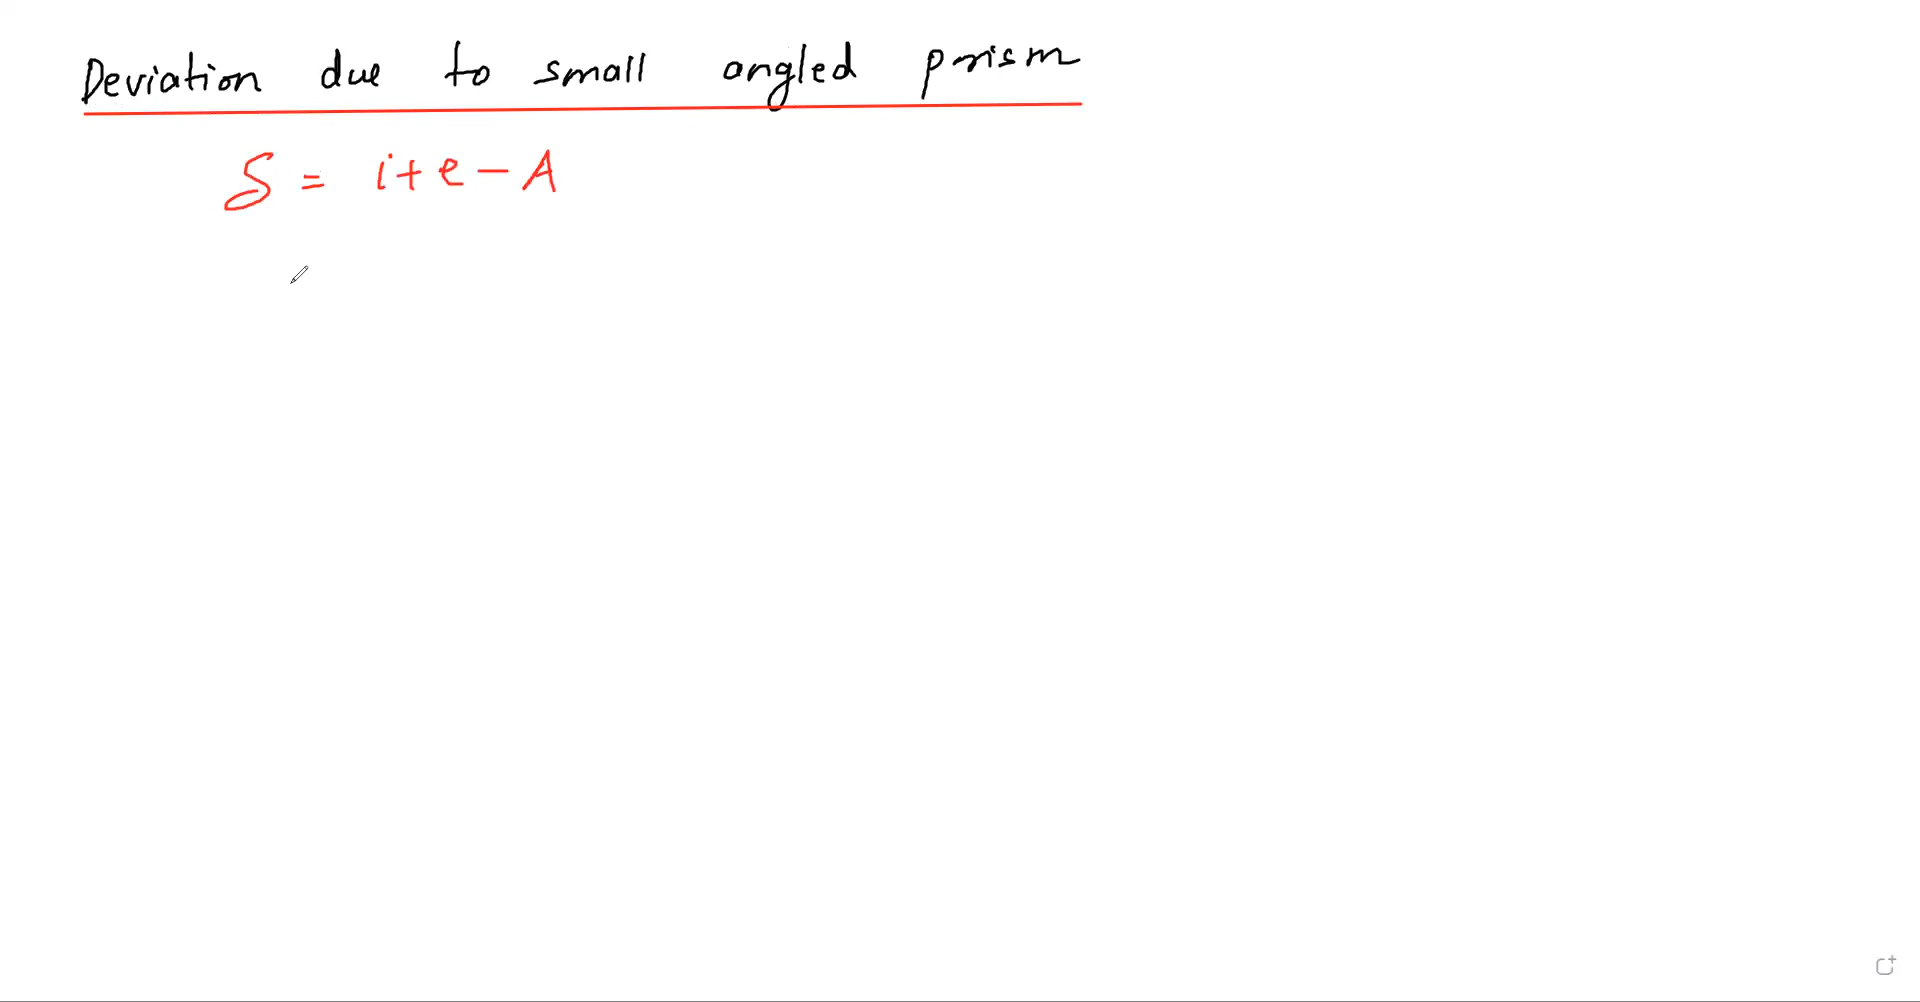 Deviation due to small angled prism
δ = i+e-A